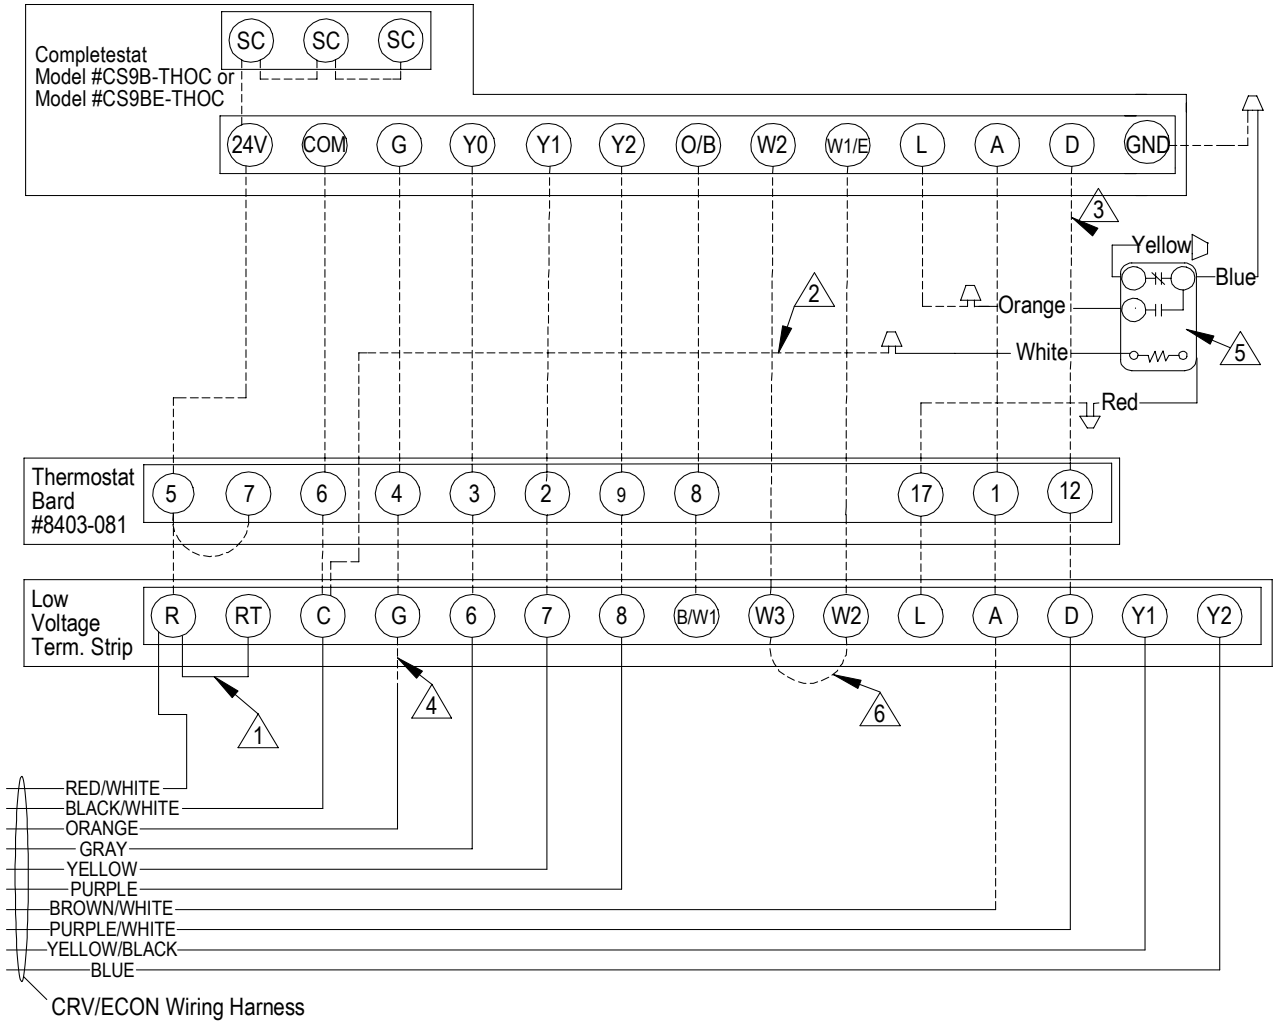 SC SC SC
Completestat
Model #CS9B-THOC or
Model #CS9BE-THOC
24V COM G Y0 Y1 Y2 O/B W2 W1/E L A D GND
3
Yellow
Blue
2
Orange
White
5
Red
Thermostat
Bard
#8403-081
5 7 6 4 3 2 9 8 17 1 12
Low
Voltage
Term. Strip
R RT C G 6 7 8 B/W1 W3 W2 L A D Y1 Y2
1
4
6
RED/WHITE
BLACK/WHITE
ORANGE
GRAY
YELLOW
PURPLE
BROWN/WHITE
PURPLE/WHITE
YELLOW/BLACK
BLUE
CRV/ECON Wiring Harness